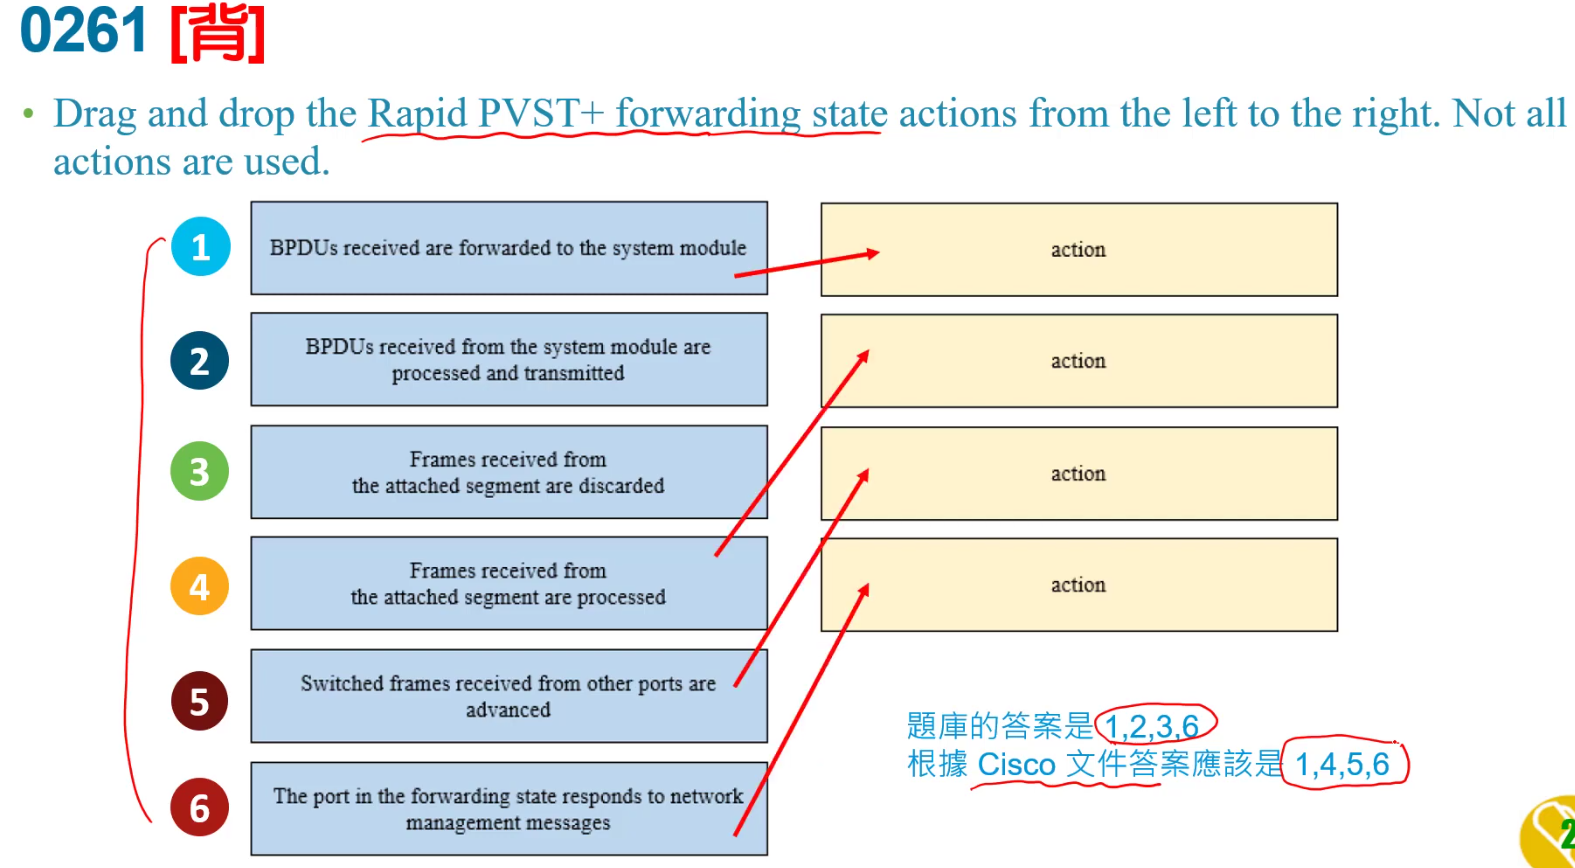 0261 [背]
• Drag and drop the Rapid PVST+ forwarding state actions from the left to the right. Not all
actions are used.
1
BPDUs received are forwarded to the system module
action
2
BPDUs received from the system module are
processed and transmitted
action
3
Frames received from
the attached segment are discarded
action
4
Frames received from
the attached segment are processed
action
5
Switched frames received from other ports are
advanced
6
The port in the forwarding state responds to network
management messages
題庫的答案是 1,2,3,6
根據 Cisco 文件答案應該是 1,4,5,6
2